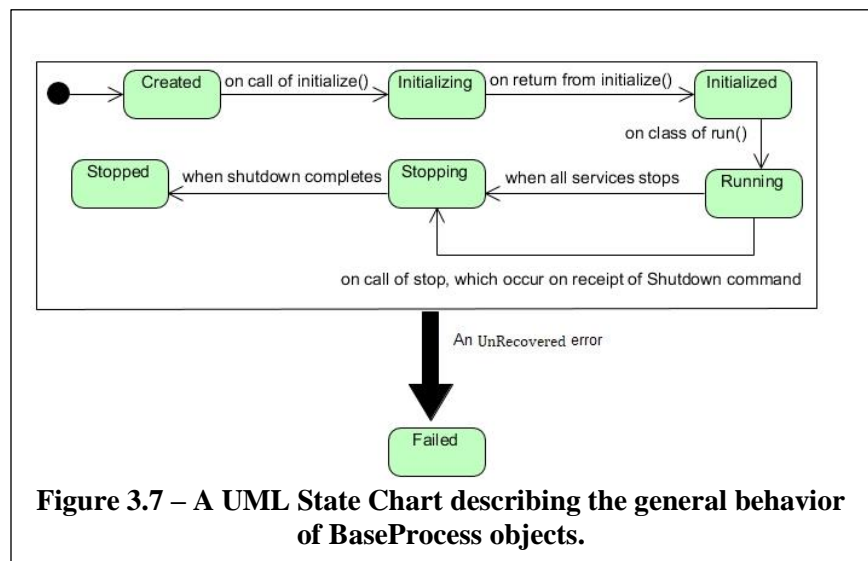 Created
on call of initialize()
Initializing
on return from initialize()
Initialized
on class of run()
Stopped
when shutdown completes
Stopping
when all services stops
Running
on call of stop, which occur on receipt of Shutdown command
An UnRecovered error
Failed
Figure 3.7 – A UML State Chart describing the general behavior
of BaseProcess objects.